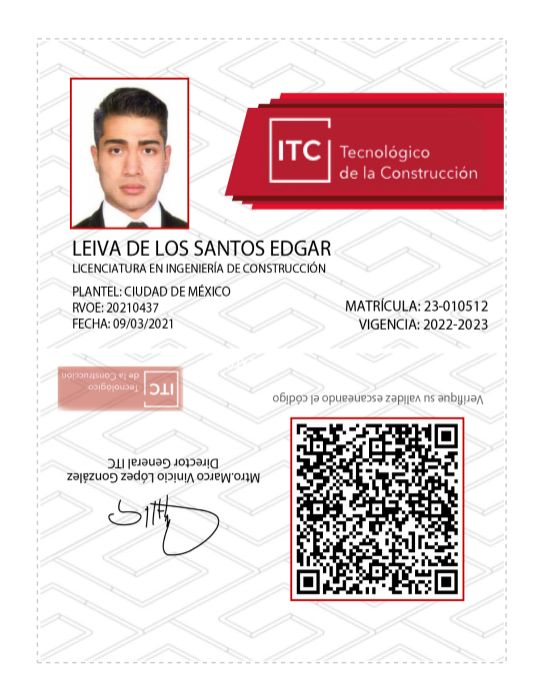 ITC
Tecnológico
de la Construcción
LEIVA DE LOS SANTOS EDGAR
LICENCIATURA EN INGENIERÍA DE CONSTRUCCIÓN
PLANTEL: CIUDAD DE MÉXICO
RVOE: 20210437
FECHA: 09/03/2021
MATRÍCULA: 23-010512
VIGENCIA: 2022-2023
Verifique su validez escaneando el código
ITC
Tecnológico
de la Construcción
Mtro.Marco Vinicio López González
Director General ITC